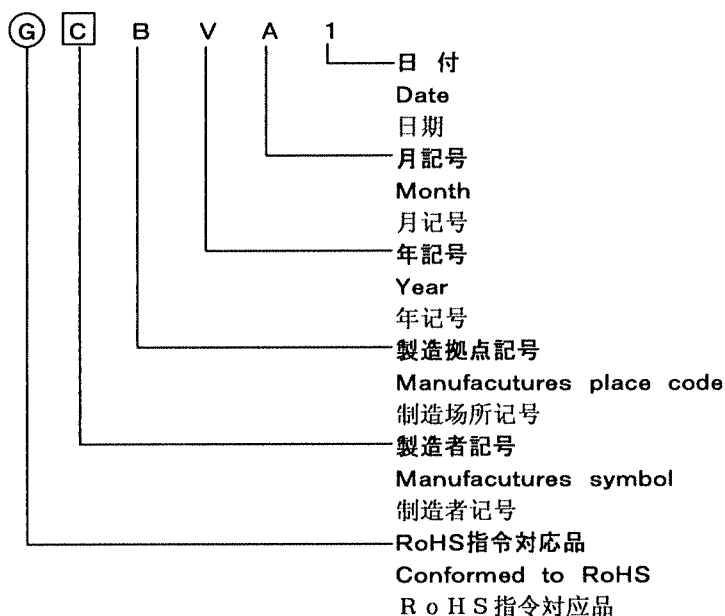 G C B V A 1
日 付
Date
日期
月記号
Month
月记号
年記号
Year
年记号
製造拠点記号
Manufacutures place code
制造场所记号
製造者記号
Manufacutures symbol
制造者记号
RoHS指令対応品
Conformed to RoHS
RoHS指令对应品